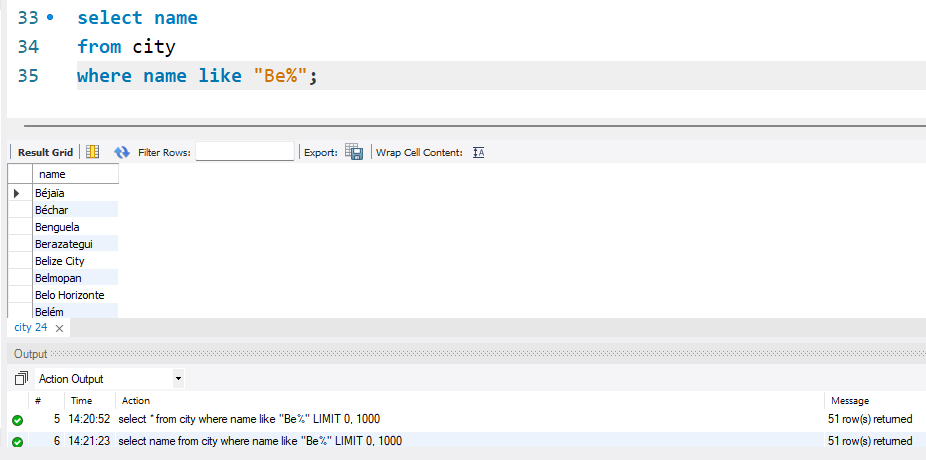 33 select name
34 from city
35 where name like "Be%";
Result Grid Filter Rows: Export: Wrap Cell Content:
name
Béjaïa
Béchar
Benguela
Berazategui
Belize City
Belmopan
Belo Horizonte
Belém
city 24
Output
Action Output
# Time Action Message
5 14:20:52 select * from city where name like "Be%" LIMIT 0, 1000 51 row(s) returned
6 14:21:23 select name from city where name like "Be%" LIMIT 0, 1000 51 row(s) returned